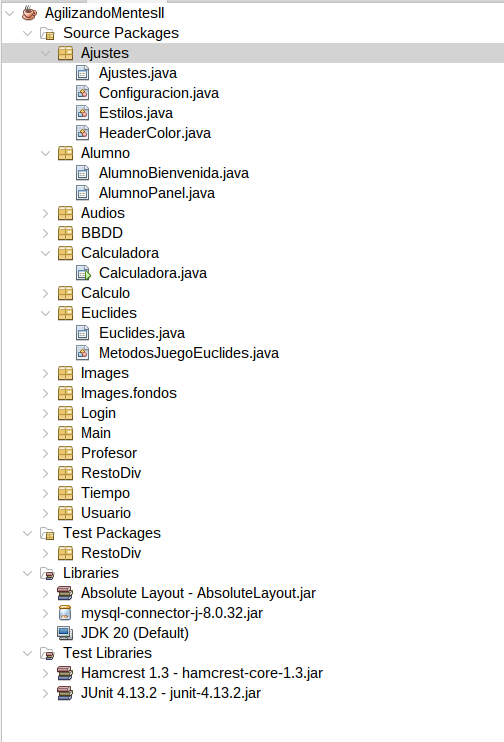 AgilizandoMentesII
Source Packages
Ajustes
Ajustes.java
Configuracion.java
Estilos.java
HeaderColor.java
Alumno
AlumnoBienvenida.java
AlumnoPanel.java
Audios
BBDD
Calculadora
Calculadora.java
Calculo
Euclides
Euclides.java
MetodosJuegoEuclides.java
Images
Images.fondos
Login
Main
Profesor
RestoDiv
Tiempo
Usuario
Test Packages
RestoDiv
Libraries
Absolute Layout - AbsoluteLayout.jar
mysql-connector-j-8.0.32.jar
JDK 20 (Default)
Test Libraries
Hamcrest 1.3 - hamcrest-core-1.3.jar
JUnit 4.13.2 - junit-4.13.2.jar